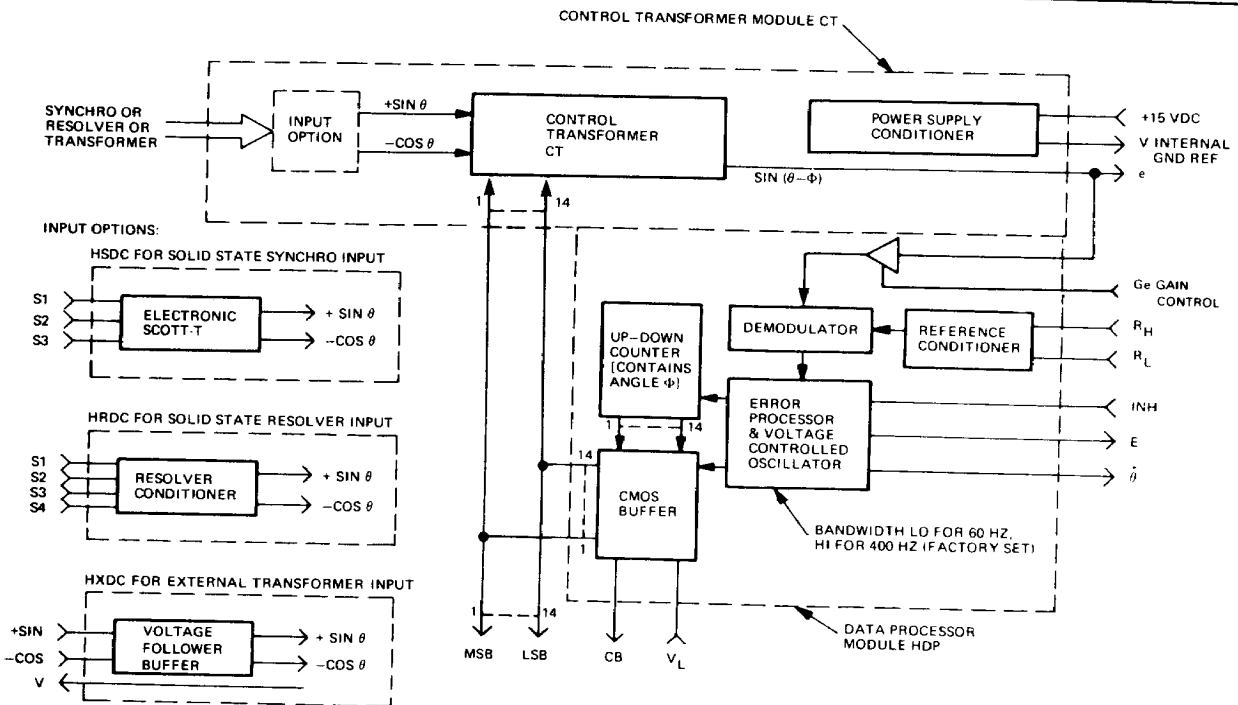 CONTROL TRANSFORMER MODULE CT
SYNCHRO OR
RESOLVER OR
TRANSFORMER
INPUT
OPTION
+SIN θ
−COS θ
CONTROL
TRANSFORMER
CT
POWER SUPPLY
CONDITIONER
+15 VDC
V INTERNAL
GND REF
SIN (θ−Φ)
e
1
14
INPUT OPTIONS:
HSDC FOR SOLID STATE SYNCHRO INPUT
S1
S2
S3
ELECTRONIC
SCOTT-T
+ SIN θ
−COS θ
Ge GAIN
CONTROL
UP-DOWN
COUNTER
[CONTAINS
ANGLE Φ]
DEMODULATOR
REFERENCE
CONDITIONER
RH
RL
1
14
ERROR
PROCESSOR
& VOLTAGE
CONTROLLED
OSCILLATOR
INH
E
θ̇
HRDC FOR SOLID STATE RESOLVER INPUT
S1
S2
S3
S4
RESOLVER
CONDITIONER
+ SIN θ
−COS θ
14
1
CMOS
BUFFER
BANDWIDTH LO FOR 60 HZ,
HI FOR 400 HZ (FACTORY SET)
HXDC FOR EXTERNAL TRANSFORMER INPUT
+SIN
−COS
V
VOLTAGE
FOLLOWER
BUFFER
+ SIN θ
−COS θ
1
14
MSB
LSB
CB
VL
DATA PROCESSOR
MODULE HDP